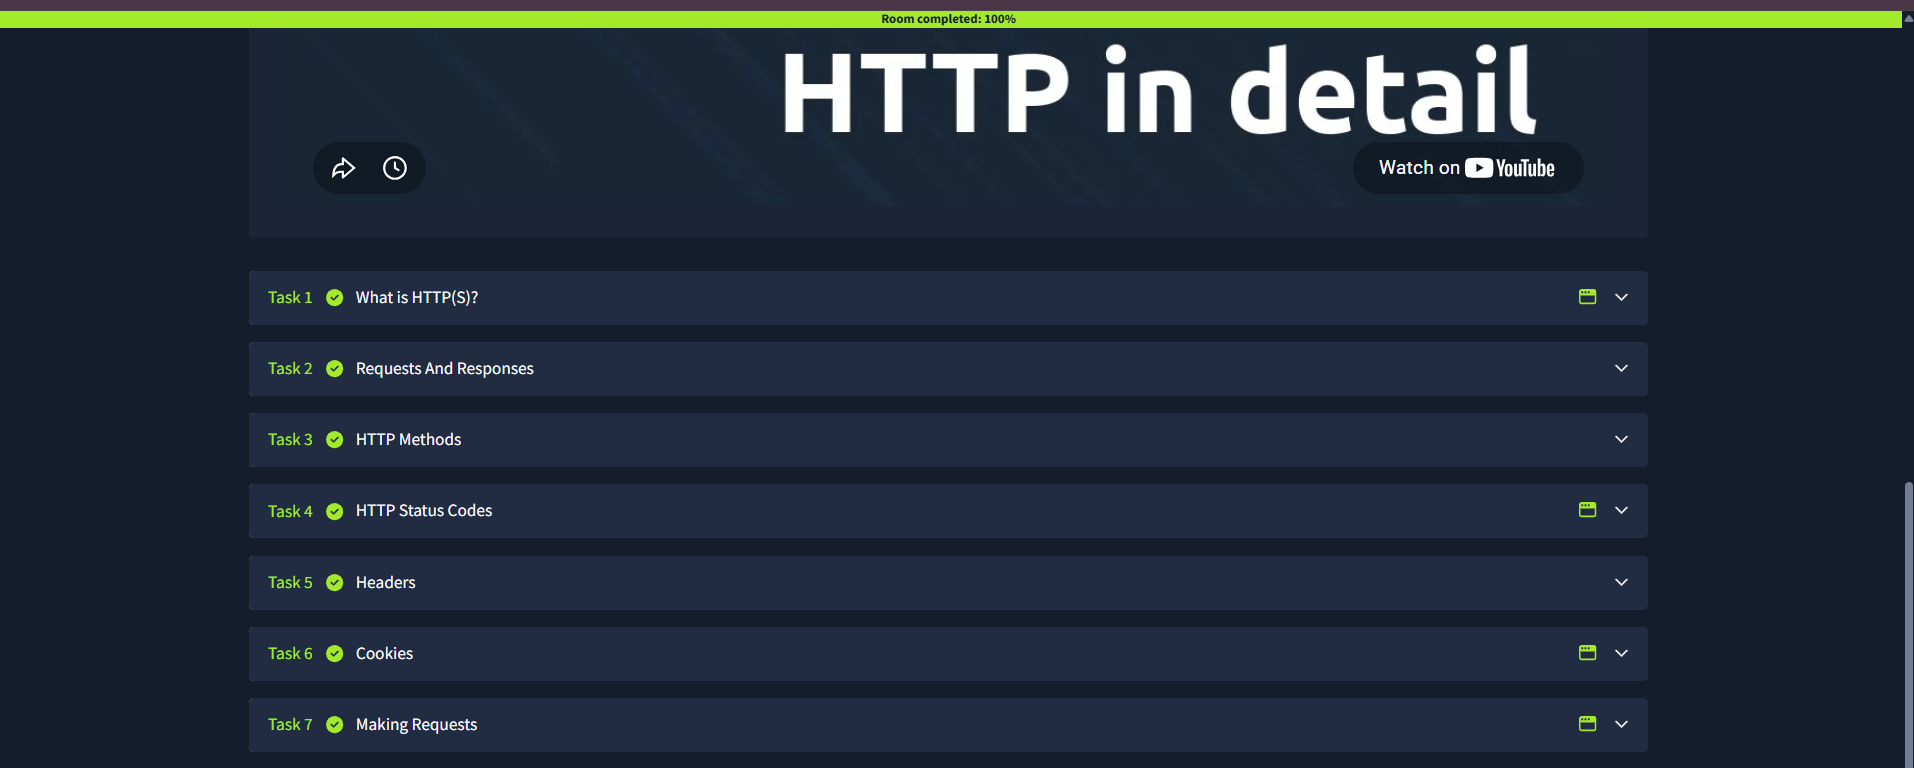 Room completed: 100%
HTTP in detail
Watch on YouTube
Task 1 What is HTTP(S)?
Task 2 Requests And Responses
Task 3 HTTP Methods
Task 4 HTTP Status Codes
Task 5 Headers
Task 6 Cookies
Task 7 Making Requests